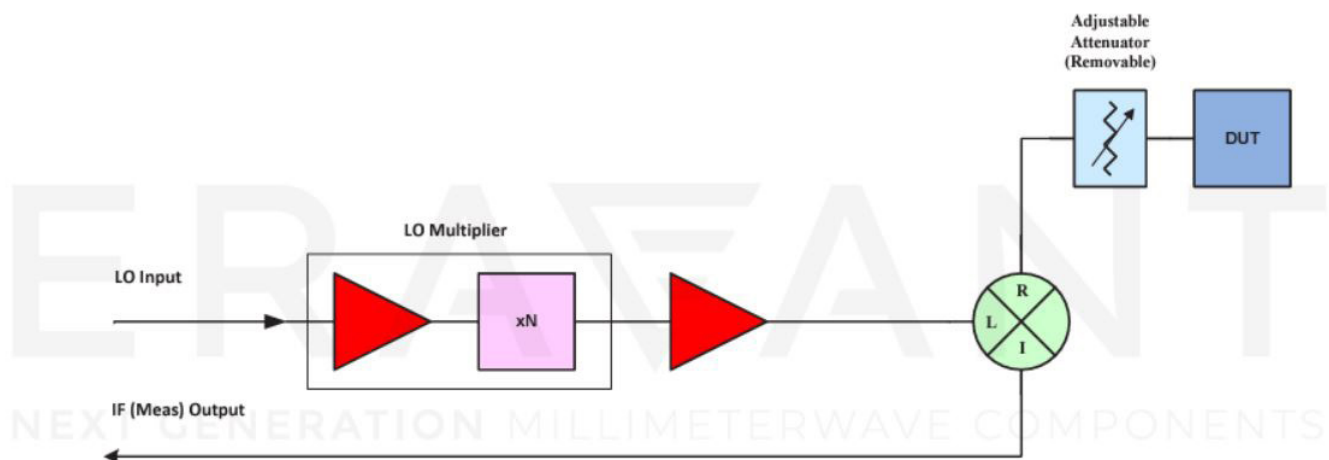 Adjustable
Attenuator
(Removable)
DUT
LO Multiplier
LO Input
xN
R
L
I
IF (Meas) Output
ERAVANT
NEXT GENERATION MILLIMETERWAVE COMPONENTS